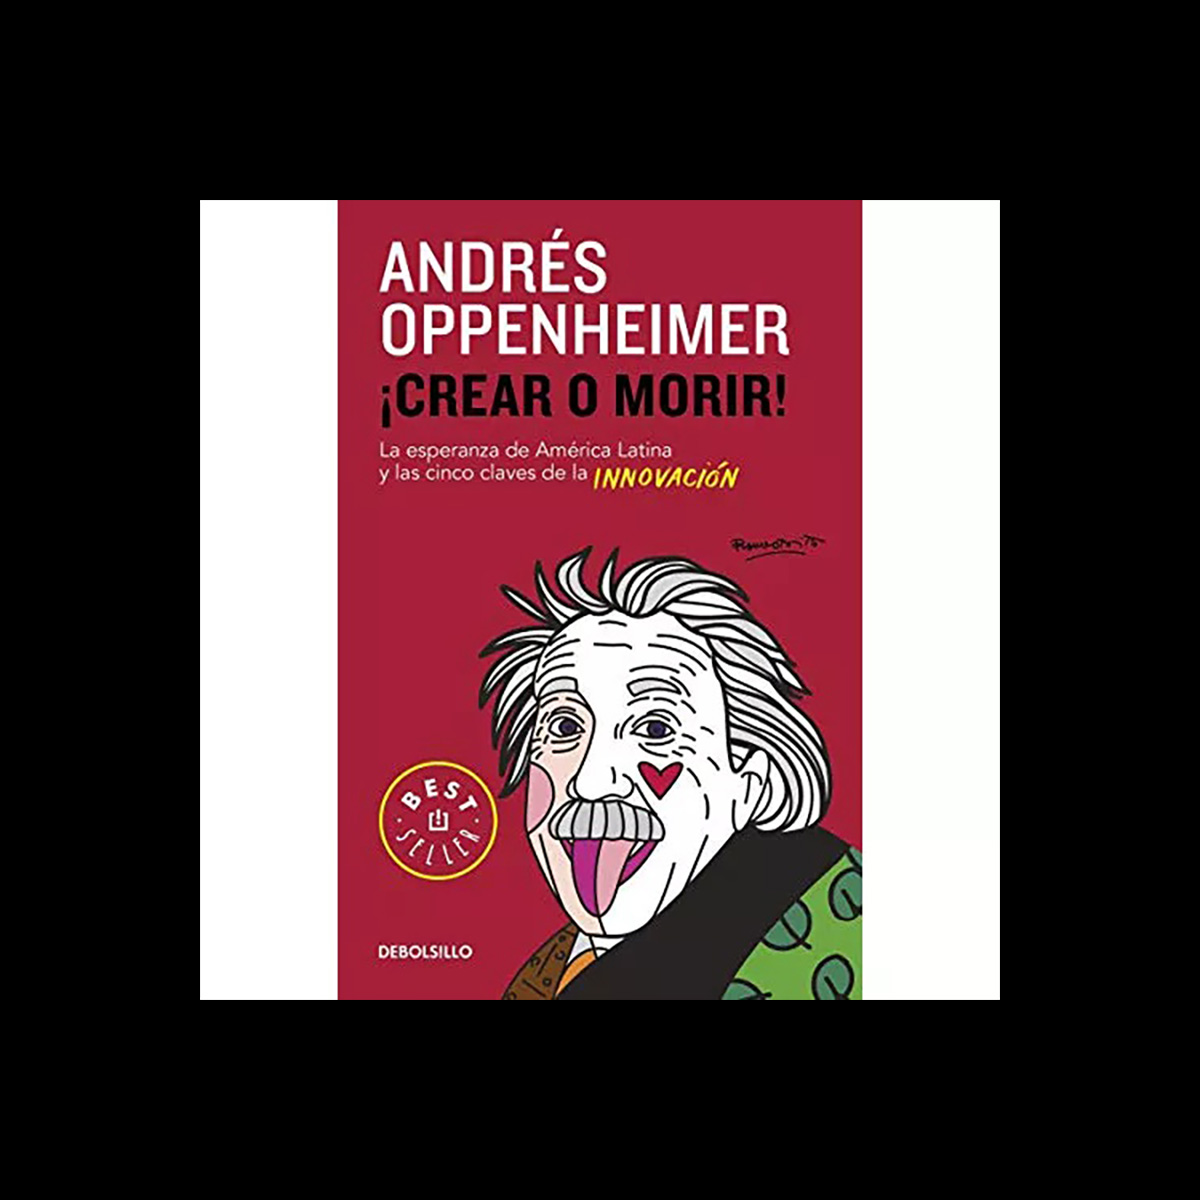 ANDRÉS
OPPENHEIMER
¡CREAR O MORIR!
La esperanza de América Latina
y las cinco claves de la INNOVACIÓN
BEST
SELLER
DEBOLSILLO